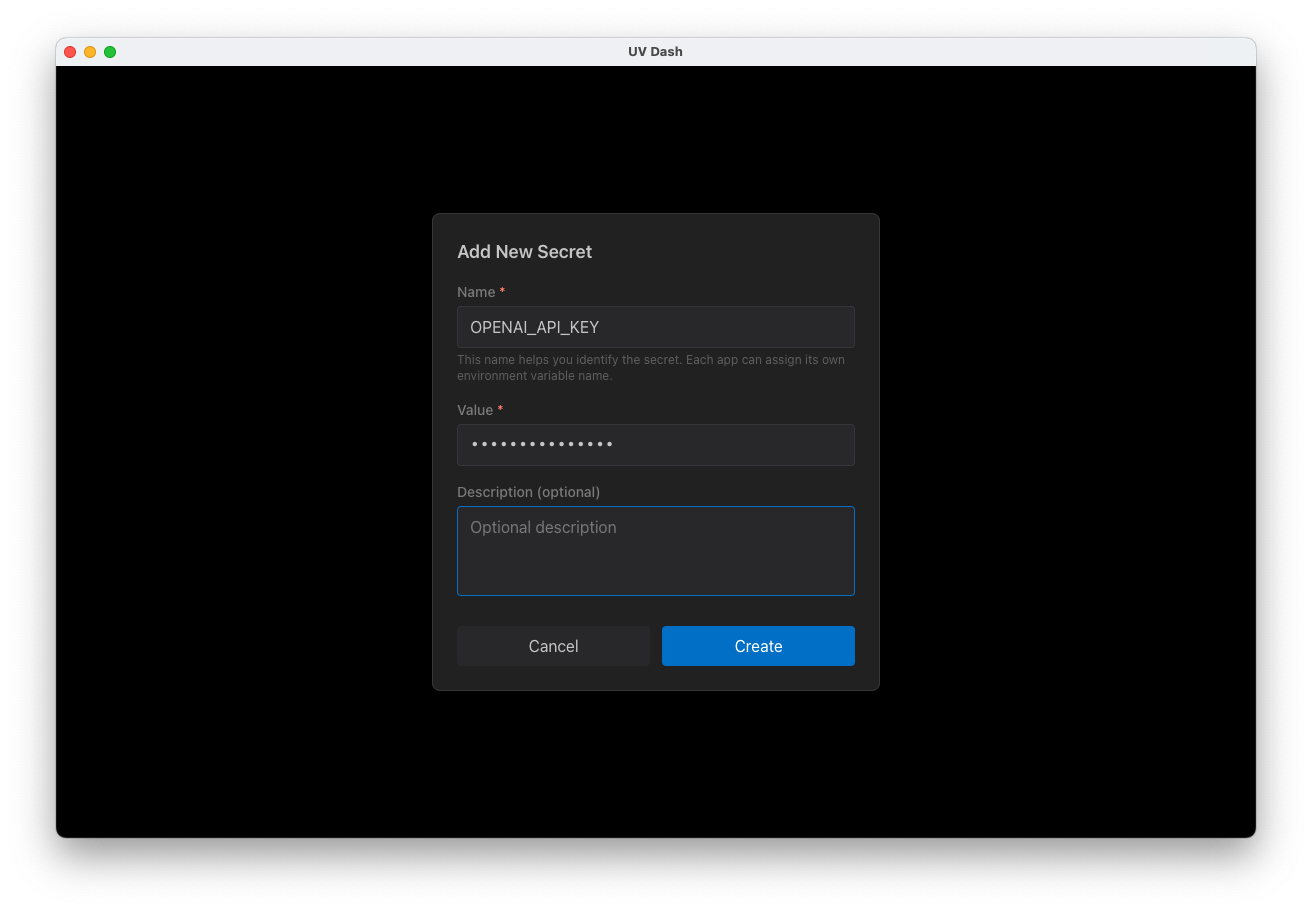 UV Dash
Add New Secret
Name *
OPENAI_API_KEY
This name helps you identify the secret. Each app can assign its own
environment variable name.
Value *
•••••••••••••••
Description (optional)
Optional description
Cancel
Create